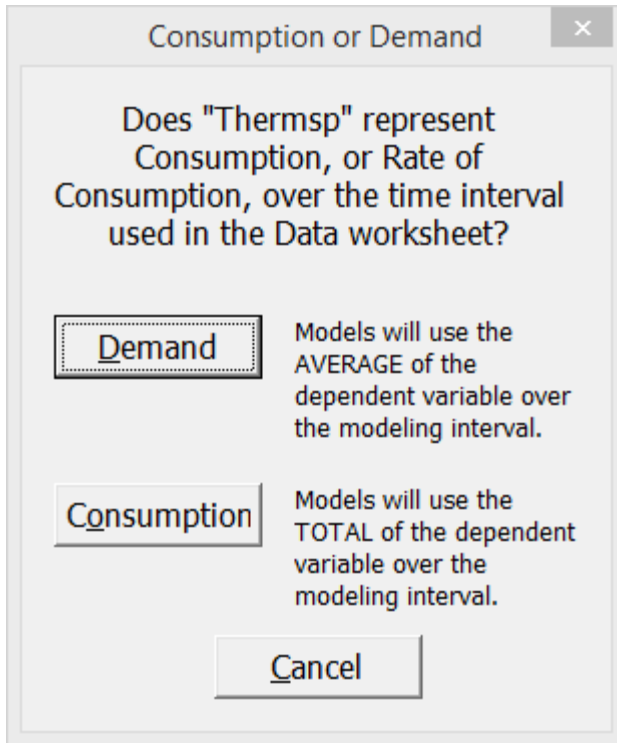 Consumption or Demand
Does "Thermsp" represent
Consumption, or Rate of
Consumption, over the time interval
used in the Data worksheet?
Demand
Models will use the
AVERAGE of the
dependent variable over
the modeling interval.
Consumption
Models will use the
TOTAL of the dependent
variable over the
modeling interval.
Cancel